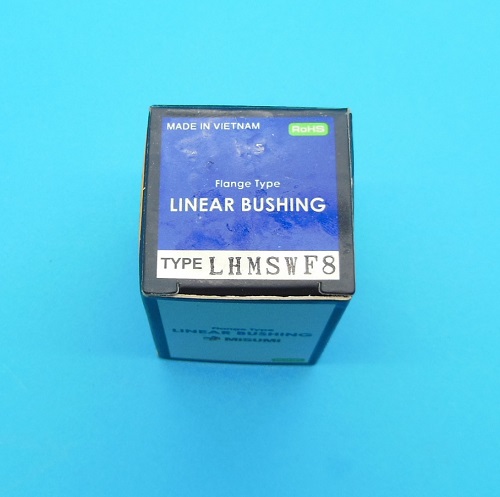 MADE IN VIETNAM RoHS
Flange Type
LINEAR BUSHING
TYPE LHMSWF8
Flange Type
LINEAR BUSHING
MISUMI